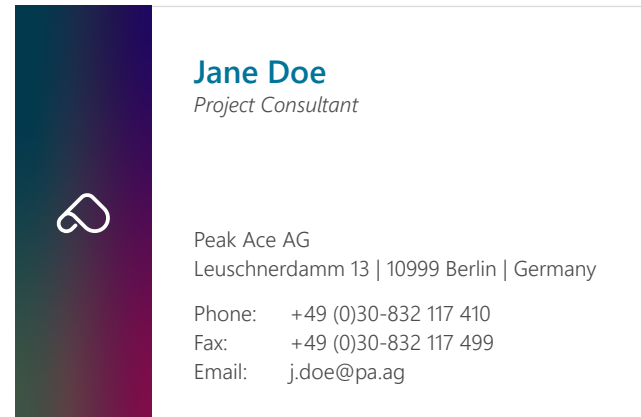 Jane Doe
Project Consultant
Peak Ace AG
Leuschnerdamm 13 | 10999 Berlin | Germany
Phone: +49 (0)30-832 117 410
Fax: +49 (0)30-832 117 499
Email: j.doe@pa.ag